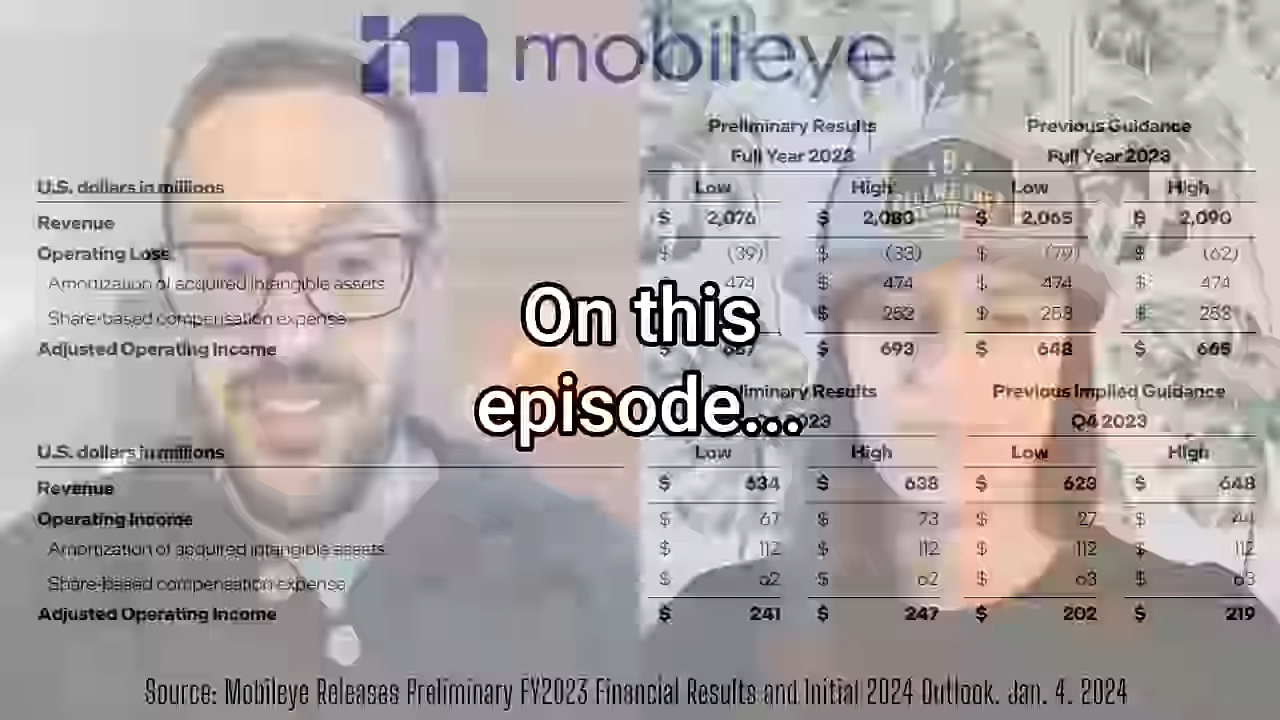 mobileye
Preliminary Results Previous Guidance
Full Year 2023 Full Year 2023
U.S. dollars in millions Low High Low High
Revenue $ 2,076 $ 2,080 $ 2,065 $ 2,090
Operating Loss $ (39) $ (33) $ (79) $ (62)
Amortization of acquired intangible assets 474 $ 474 $ 474 $ 474
Share-based compensation expense $ 252 $ 253 $ 253
Adjusted Operating Income $ $ 693 $ 648 $ 665
On this
episode...
Results Previous Implied Guidance
2023 Q4 2023
U.S. dollars in millions Low High Low High
Revenue $ 634 $ 638 $ 623 $ 648
Operating Income $ 67 $ 73 $ 27 $ 44
Amortization of acquired intangible assets $ 112 $ 112 $ 112 $ 112
Share-based compensation expense $ $ $ $
Adjusted Operating Income $ 241 $ 247 $ 202 $ 219
Source: Mobileye Releases Preliminary FY2023 Financial Results and Initial 2024 Outlook. Jan. 4. 2024